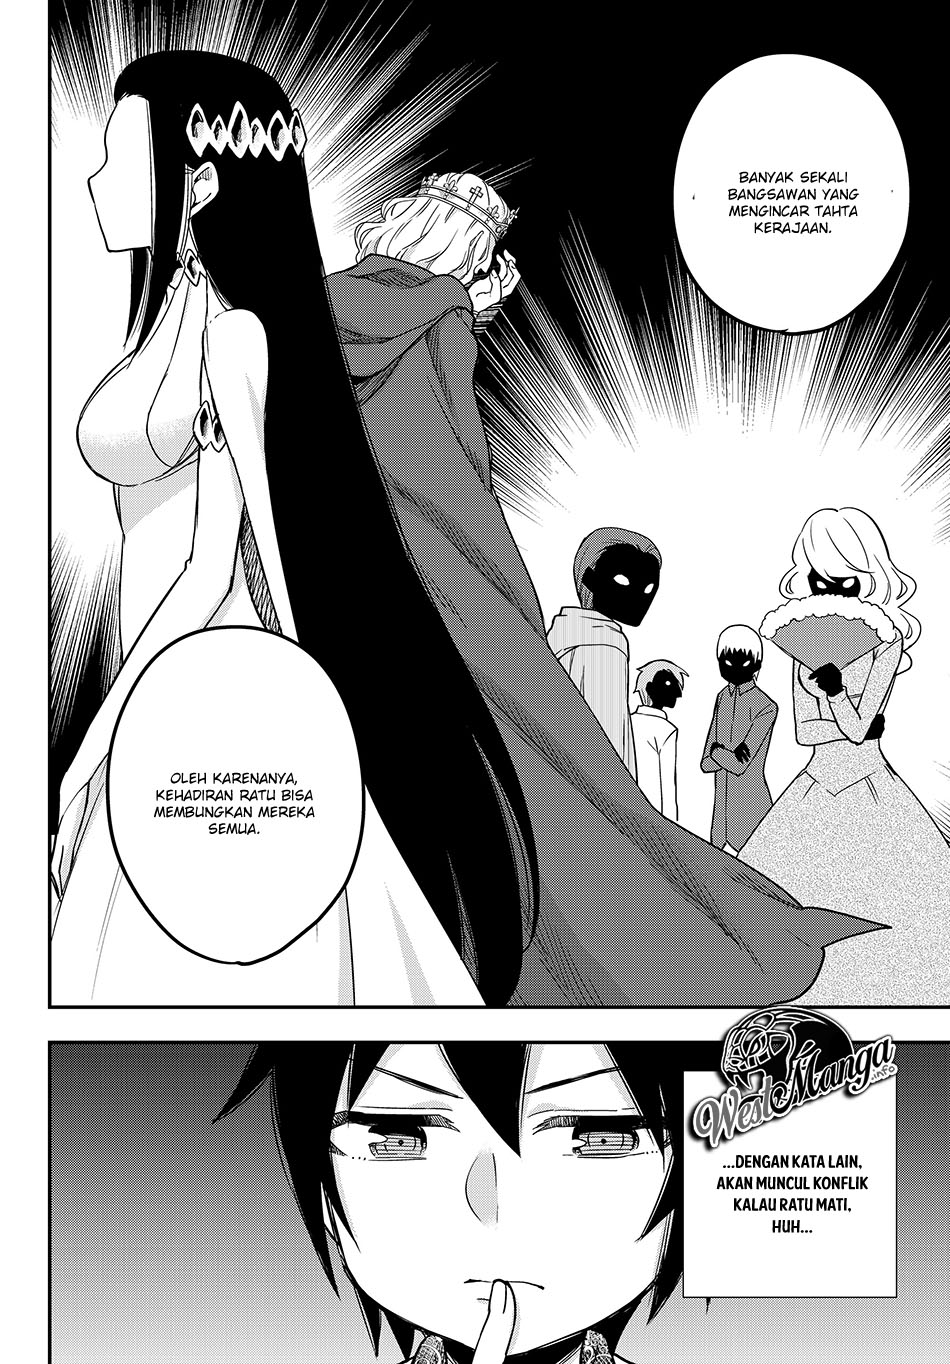 BANYAK SEKALI
BANGSAWAN YANG
MENGINCAR TAHTA
KERAJAAN.
OLEH KARENANYA,
KEHADIRAN RATU BISA
MEMBUNGKAN MEREKA
SEMUA.
WestManga
.info
...DENGAN KATA LAIN,
AKAN MUNCUL KONFLIK
KALAU RATU MATI,
HUH...